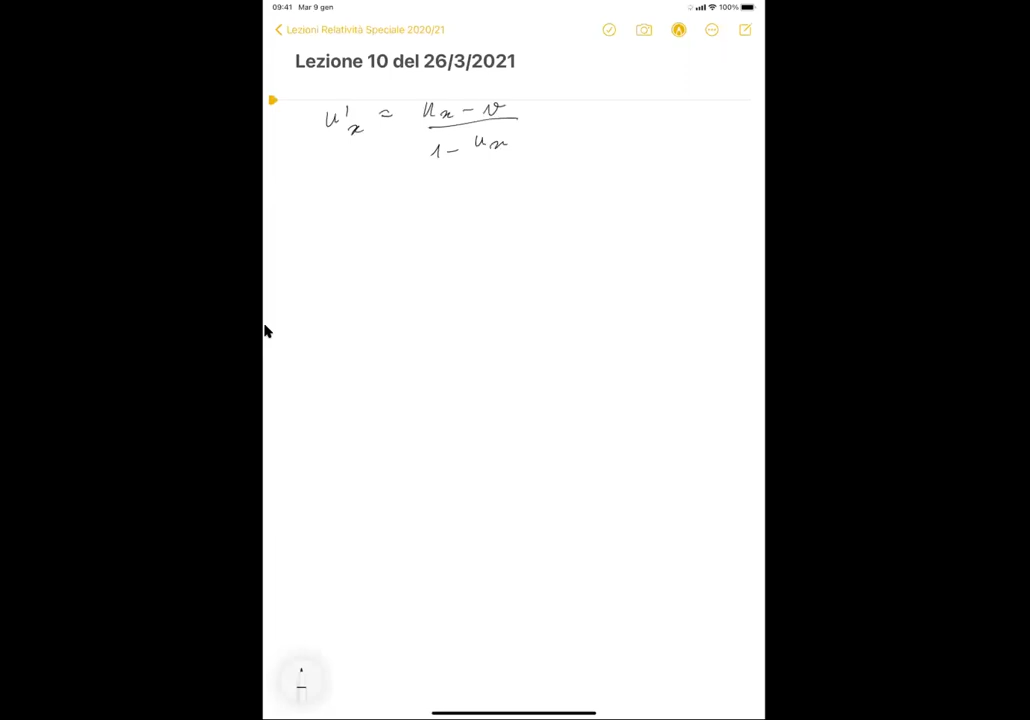 09:41 Mar 9 gen 100%
Lezioni Relatività Speciale 2020/21
Lezione 10 del 26/3/2021
u'x = ux - v
1 - ux